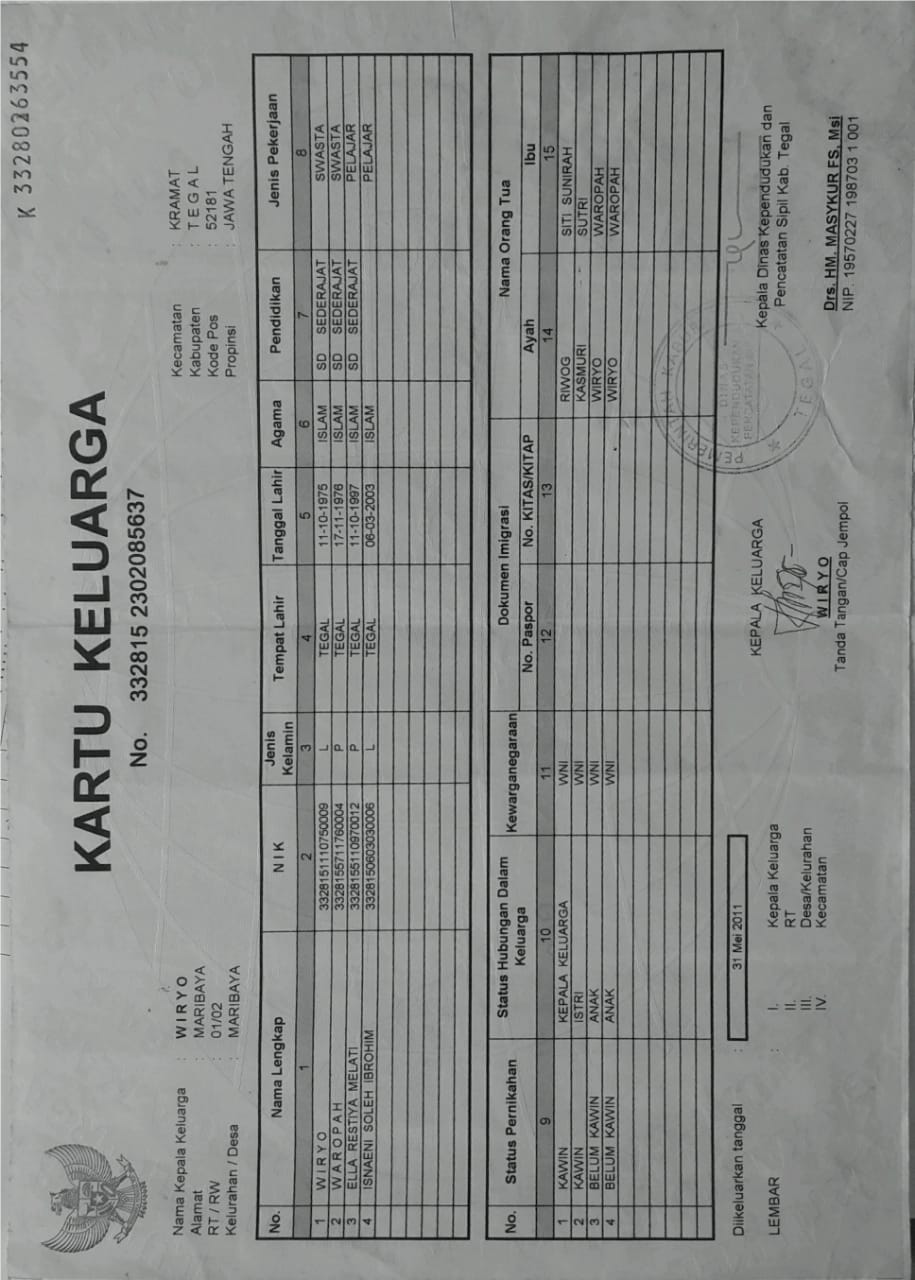 K 33280263554
KARTU KELUARGA
No. 332815 2302085637
Nama Kepala Keluarga : W I R Y O
Alamat : MARIBAYA
RT / RW : 01/02
Kelurahan / Desa : MARIBAYA
Kecamatan : KRAMAT
Kabupaten : T E G A L
Kode Pos : 52181
Propinsi : JAWA TENGAH
No. Nama Lengkap N I K Jenis Kelamin Tempat Lahir Tanggal Lahir Agama Pendidikan Jenis Pekerjaan
1 2 3 4 5 6 7 8
1 W I R Y O 3328151110750009 L TEGAL 11-10-1975 ISLAM SD SEDERAJAT SWASTA
2 W A R O P A H 3328155711760004 P TEGAL 17-11-1976 ISLAM SD SEDERAJAT SWASTA
3 ELLA RESTIYA MELATI 3328155110970012 P TEGAL 11-10-1997 ISLAM SD SEDERAJAT PELAJAR
4 ISNAENI SOLEH IBROHIM 3328150603030006 L TEGAL 06-03-2003 ISLAM PELAJAR
No. Status Pernikahan Status Hubungan Dalam Keluarga Kewarganegaraan Dokumen Imigrasi Nama Orang Tua
No. Paspor No. KITAS/KITAP Ayah Ibu
9 10 11 12 13 14 15
1 KAWIN KEPALA KELUARGA WNI RIWOG SITI SUNIRAH
2 KAWIN ISTRI WNI KASMURI SUTRI
3 BELUM KAWIN ANAK WNI WIRYO WAROPAH
4 BELUM KAWIN ANAK WNI WIRYO WAROPAH
Diikeluarkan tanggal : 31 Mei 2011
LEMBAR : I. Kepala Keluarga
II. RT
III. Desa/Kelurahan
IV. Kecamatan
KEPALA KELUARGA
W I R Y O
Tanda Tangan/Cap Jempol
Kepala Dinas Kependudukan dan
Pencatatan Sipil Kab. Tegal
Drs. HM. MASYKUR FS, Msi
NIP. 19570227 198703 1 001
DINAS
KEPENDUDUKAN
TEGAL